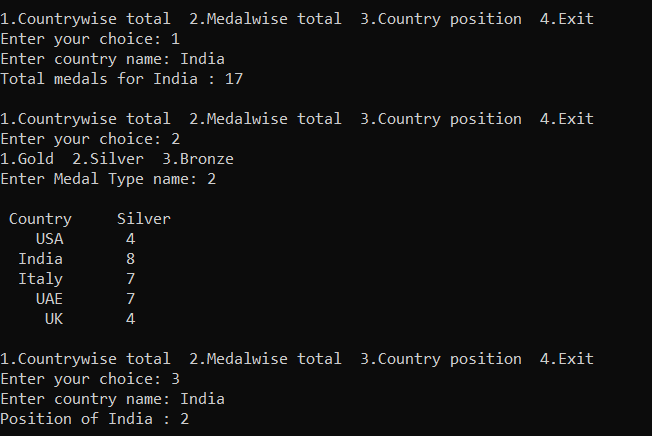 1.Countrywise total  2.Medalwise total  3.Country position  4.Exit
Enter your choice: 1
Enter country name: India
Total medals for India : 17

1.Countrywise total  2.Medalwise total  3.Country position  4.Exit
Enter your choice: 2
1.Gold  2.Silver  3.Bronze
Enter Medal Type name: 2

 Country     Silver
    USA       4
  India       8
  Italy       7
    UAE       7
     UK       4

1.Countrywise total  2.Medalwise total  3.Country position  4.Exit
Enter your choice: 3
Enter country name: India
Position of India : 2